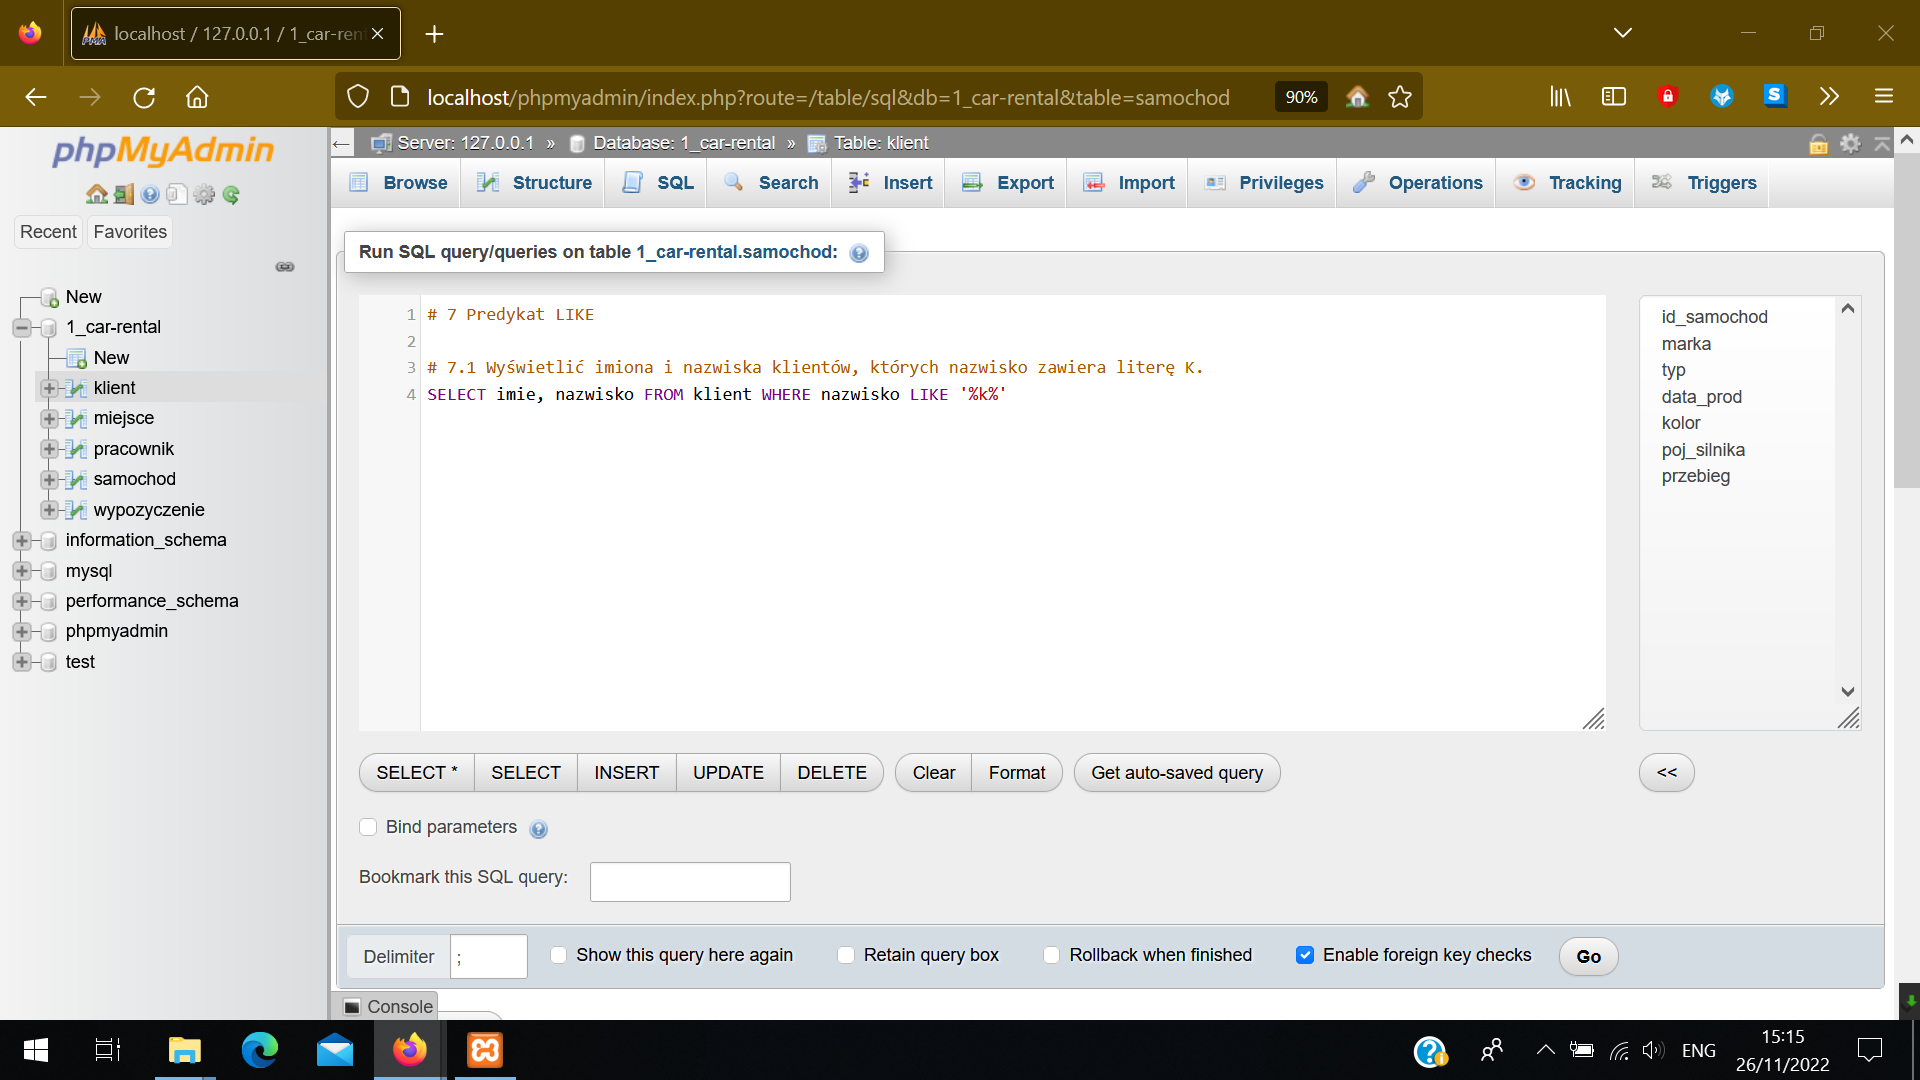 localhost / 127.0.0.1 / 1_car-ren
localhost/phpmyadmin/index.php?route=/table/sql&db=1_car-rental&table=samochod
90%
S
phpMyAdmin
Recent
Favorites
New
1_car-rental
New
klient
miejsce
pracownik
samochod
wypozyczenie
information_schema
mysql
performance_schema
phpmyadmin
test
Server: 127.0.0.1 » Database: 1_car-rental » Table: klient
Browse
Structure
SQL
Search
Insert
Export
Import
Privileges
Operations
Tracking
Triggers
Run SQL query/queries on table 1_car-rental.samochod:
1 # 7 Predykat LIKE
2
3 # 7.1 Wyświetlić imiona i nazwiska klientów, których nazwisko zawiera literę K.
4 SELECT imie, nazwisko FROM klient WHERE nazwisko LIKE '%k%'
id_samochod
marka
typ
data_prod
kolor
poj_silnika
przebieg
SELECT *
SELECT
INSERT
UPDATE
DELETE
Clear
Format
Get auto-saved query
<<
Bind parameters
Bookmark this SQL query:
Delimiter ;
Show this query here again
Retain query box
Rollback when finished
Enable foreign key checks
Go
Console
ENG
15:15
26/11/2022